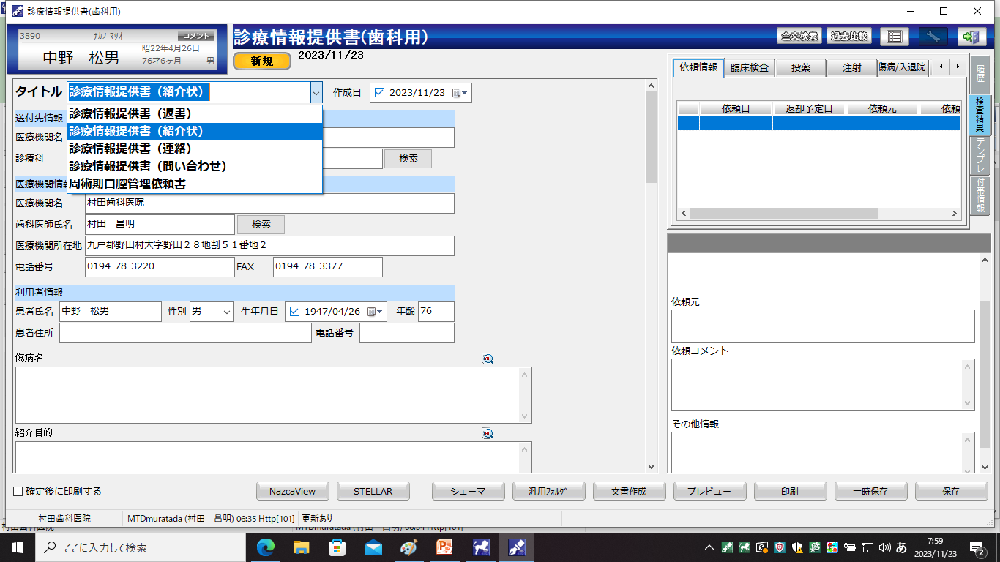 診療情報提供書(歯科用)
3890 ﾅｶﾉ ﾏﾂｵ コメント
中野 松男
昭22年4月26日
76才6ヶ月 男
診療情報提供書(歯科用)
新規 2023/11/23
全文検索 過去比較
タイトル 診療情報提供書（紹介状） 作成日 2023/11/23
診療情報提供書（返書）
診療情報提供書（紹介状）
診療情報提供書（連絡）
診療情報提供書（問い合わせ）
周術期口腔管理依頼書
送付先情報
医療機関名
診療科 検索
医療機関情報
医療機関名 村田歯科医院
歯科医師氏名 村田 昌明 検索
医療機関所在地 九戸郡野田村大字野田２８地割５１番地２
電話番号 0194-78-3220 FAX 0194-78-3377
利用者情報
患者氏名 中野 松男 性別 男 生年月日 1947/04/26 年齢 76
患者住所 電話番号
傷病名
紹介目的
依頼情報 臨床検査 投薬 注射 傷病/入退院
依頼日 返却予定日 依頼元 依頼
履歴
検査結果
テンプレ
付帯情報
依頼元
依頼コメント
その他情報
確定後に印刷する NazcaView STELLAR シェーマ 汎用ﾌｫﾙﾀﾞ 文書作成 プレビュー 印刷 一時保存 保存
村田歯科医院 MTDmuratada (村田 昌明) 06:35 Http[101] 更新あり
ここに入力して検索
あ 7:59
2023/11/23
2